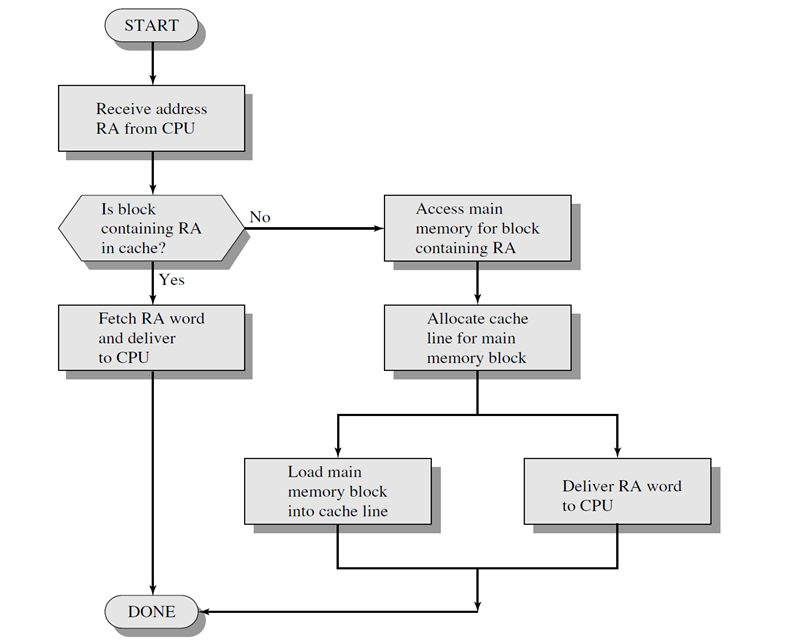 START
Receive address
RA from CPU
Is block
containing RA
in cache?
No
Access main
memory for block
containing RA
Yes
Fetch RA word
and deliver
to CPU
Allocate cache
line for main
memory block
Load main
memory block
into cache line
Deliver RA word
to CPU
DONE